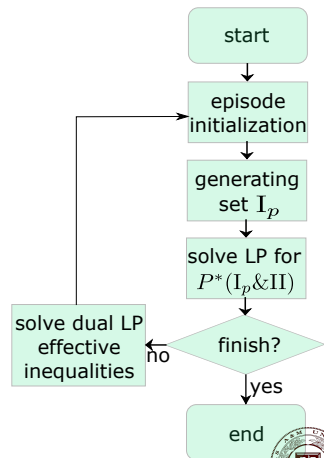 start
episode
initialization
generating
set I_p
solve LP for
P*(I_p&II)
solve dual LP
effective
inequalities
no
finish?
yes
end
A&M UN